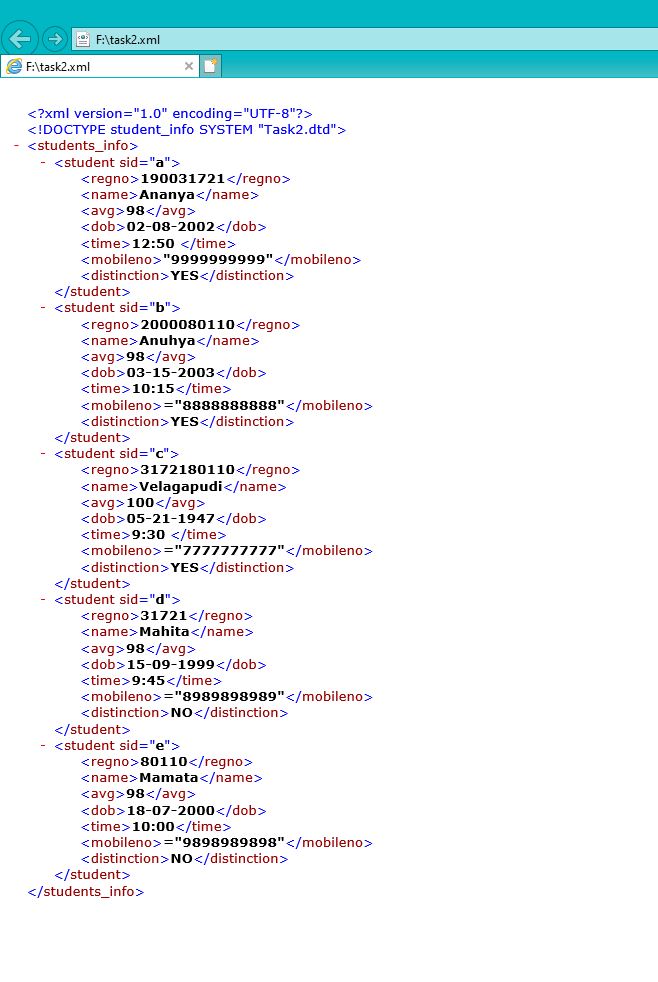 F:\task2.xml
F:\task2.xml
<?xml version="1.0" encoding="UTF-8"?>
<!DOCTYPE student_info SYSTEM "Task2.dtd">
- <students_info>
- <student sid="a">
<regno>190031721</regno>
<name>Ananya</name>
<avg>98</avg>
<dob>02-08-2002</dob>
<time>12:50 </time>
<mobileno>"9999999999"</mobileno>
<distinction>YES</distinction>
</student>
- <student sid="b">
<regno>2000080110</regno>
<name>Anuhya</name>
<avg>98</avg>
<dob>03-15-2003</dob>
<time>10:15</time>
<mobileno>="8888888888"</mobileno>
<distinction>YES</distinction>
</student>
- <student sid="c">
<regno>3172180110</regno>
<name>Velagapudi</name>
<avg>100</avg>
<dob>05-21-1947</dob>
<time>9:30 </time>
<mobileno>="7777777777"</mobileno>
<distinction>YES</distinction>
</student>
- <student sid="d">
<regno>31721</regno>
<name>Mahita</name>
<avg>98</avg>
<dob>15-09-1999</dob>
<time>9:45</time>
<mobileno>="8989898989"</mobileno>
<distinction>NO</distinction>
</student>
- <student sid="e">
<regno>80110</regno>
<name>Mamata</name>
<avg>98</avg>
<dob>18-07-2000</dob>
<time>10:00</time>
<mobileno>="9898989898"</mobileno>
<distinction>NO</distinction>
</student>
</students_info>